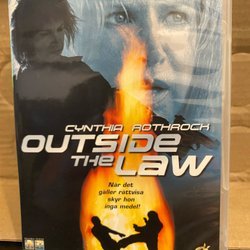 CYNTHIA ROTHROCK
OUTSIDE
THE LAW
När det
gäller rättvisa
skyr hon
inga medel!